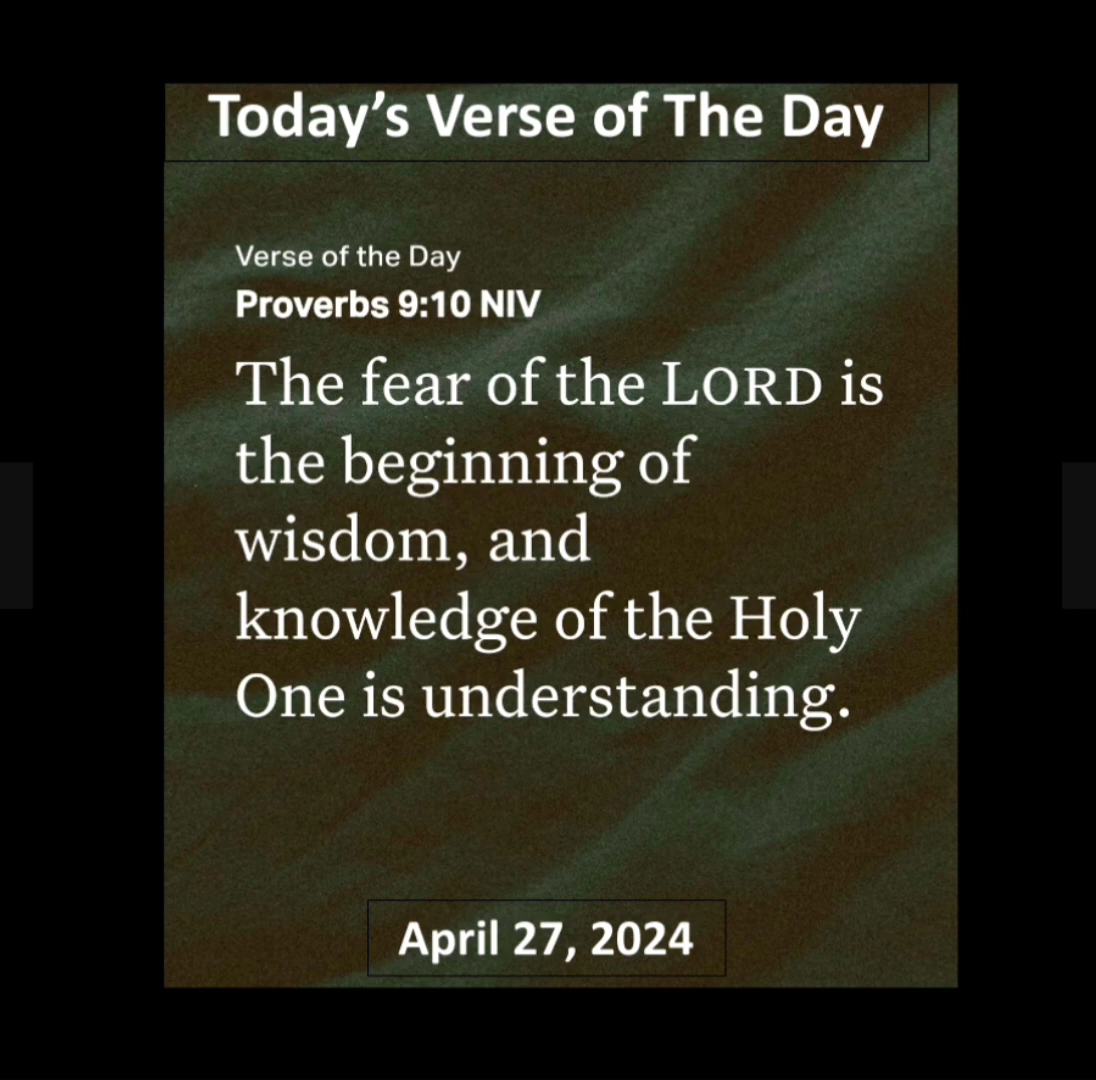 Today’s Verse of The Day
Verse of the Day
Proverbs 9:10 NIV
The fear of the LORD is
the beginning of
wisdom, and
knowledge of the Holy
One is understanding.
April 27, 2024